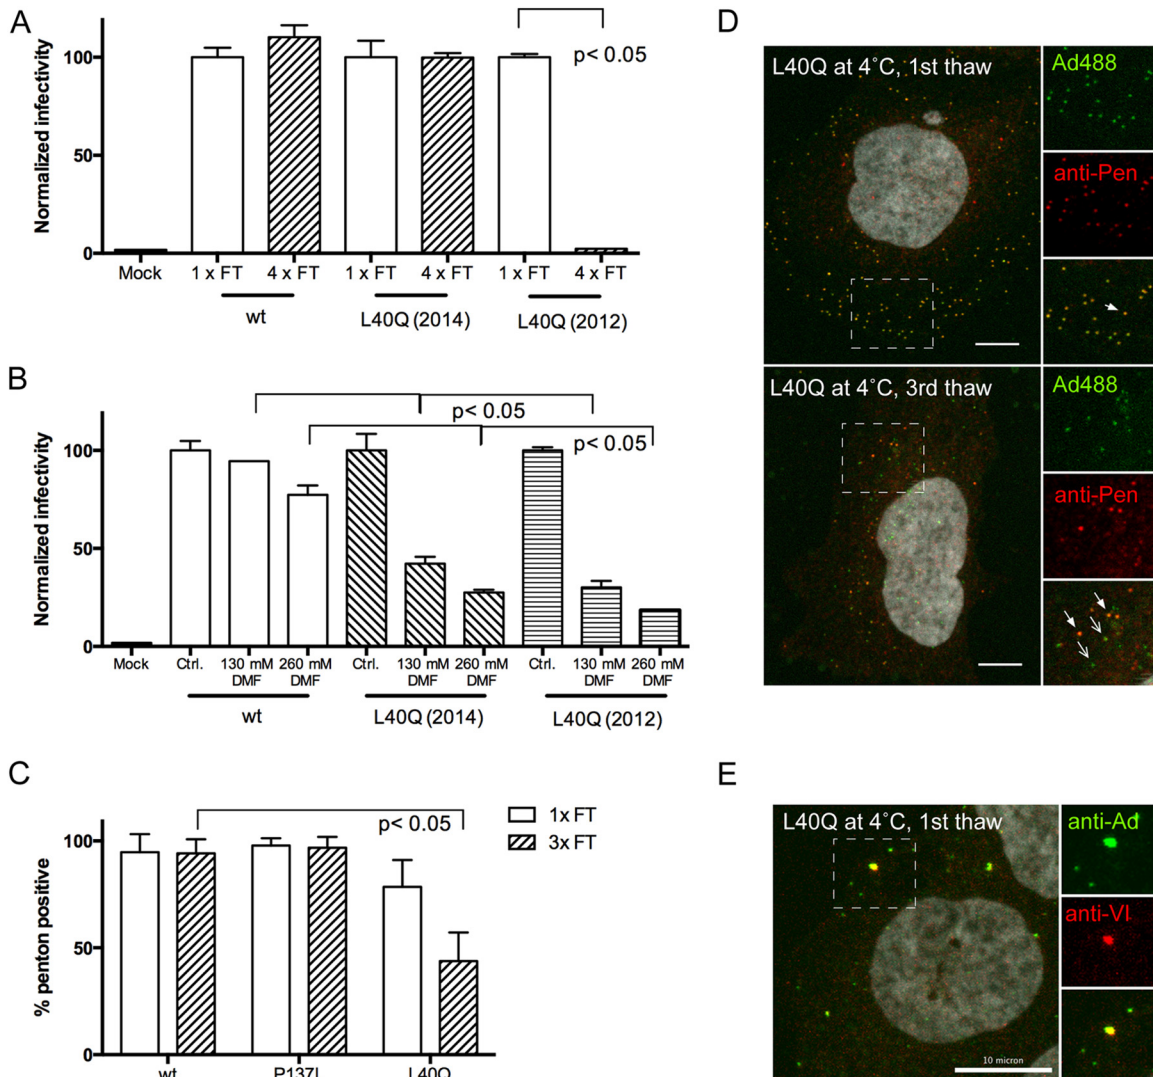 A
Normalized infectivity
100
50
0
p< 0.05
Mock
1 x FT
4 x FT
1 x FT
4 x FT
1 x FT
4 x FT
wt
L40Q (2014)
L40Q (2012)
B
Normalized infectivity
100
50
0
p< 0.05
p< 0.05
Mock
Ctrl.
130 mM DMF
260 mM DMF
Ctrl.
130 mM DMF
260 mM DMF
Ctrl.
130 mM DMF
260 mM DMF
wt
L40Q (2014)
L40Q (2012)
C
% penton positive
100
50
0
p< 0.05
1x FT
3x FT
wt
P137L
L40Q
D
L40Q at 4˚C, 1st thaw
Ad488
anti-Pen
L40Q at 4˚C, 3rd thaw
Ad488
anti-Pen
E
L40Q at 4˚C, 1st thaw
anti-Ad
anti-VI
10 micron